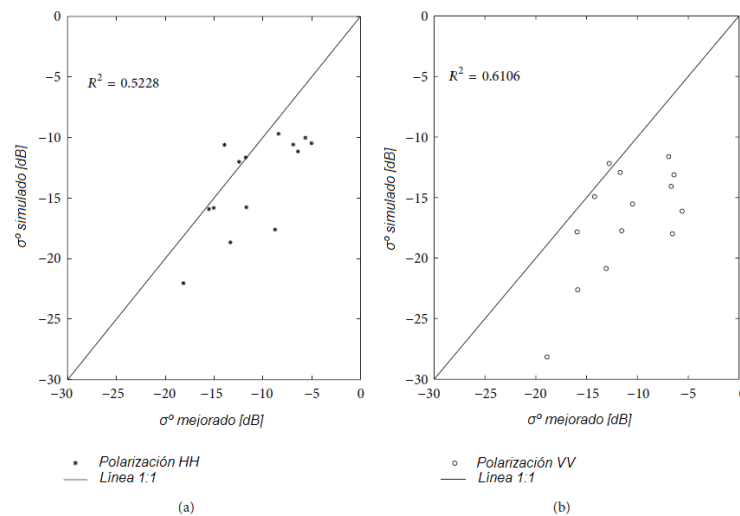 0
−5
−10
−15
−20
−25
−30
−30 −25 −20 −15 −10 −5 0
R² = 0.5228
σº simulado [dB]
σº mejorado [dB]
Polarización HH
Línea 1:1
(a)
0
−5
−10
−15
−20
−25
−30
−30 −25 −20 −15 −10 −5 0
R² = 0.6106
σº simulado [dB]
σº mejorado [dB]
Polarización VV
Línea 1:1
(b)